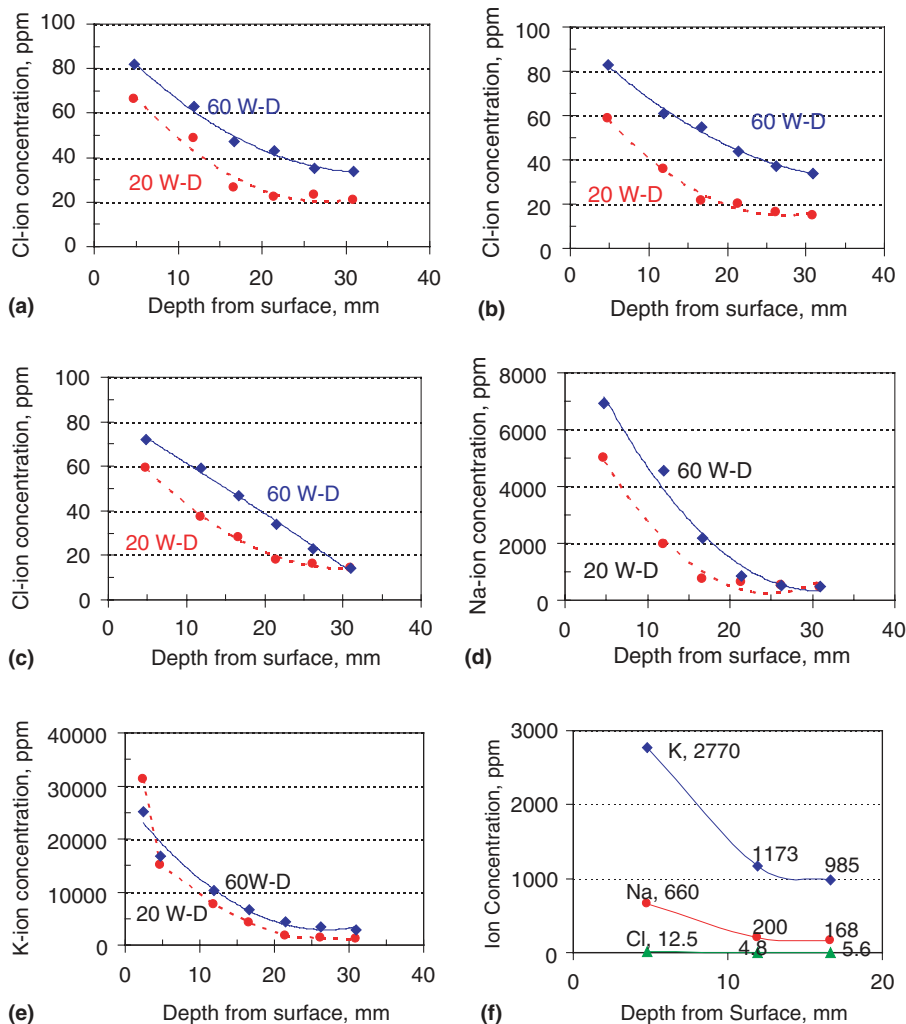 Cl-ion concentration, ppm
100
80
60
40
20
0
60 W-D
20 W-D
0 10 20 30 40
Depth from surface, mm
(a)
Cl-ion concentration, ppm
100
80
60
40
20
0
60 W-D
20 W-D
0 10 20 30 40
Depth from surface, mm
(b)
Cl-ion concentration, ppm
100
80
60
40
20
0
60 W-D
20 W-D
0 10 20 30 40
Depth from surface, mm
(c)
Na-ion concentration, ppm
8000
6000
4000
2000
0
60 W-D
20 W-D
0 10 20 30 40
Depth from surface, mm
(d)
K-ion concentration, ppm
40000
30000
20000
10000
0
60W-D
20 W-D
0 10 20 30 40
Depth from surface, mm
(e)
Ion Concentration, ppm
3000
2000
1000
0
K, 2770
1173
985
Na, 660
200
168
Cl, 12.5
4.8
5.6
0 10 20
Depth from Surface, mm
(f)